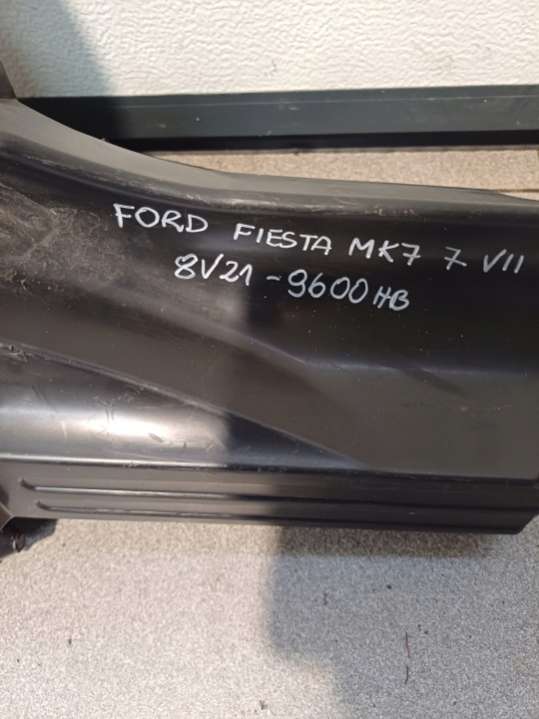 FORD FIESTA MK7 7 VII
8V21-9600HB